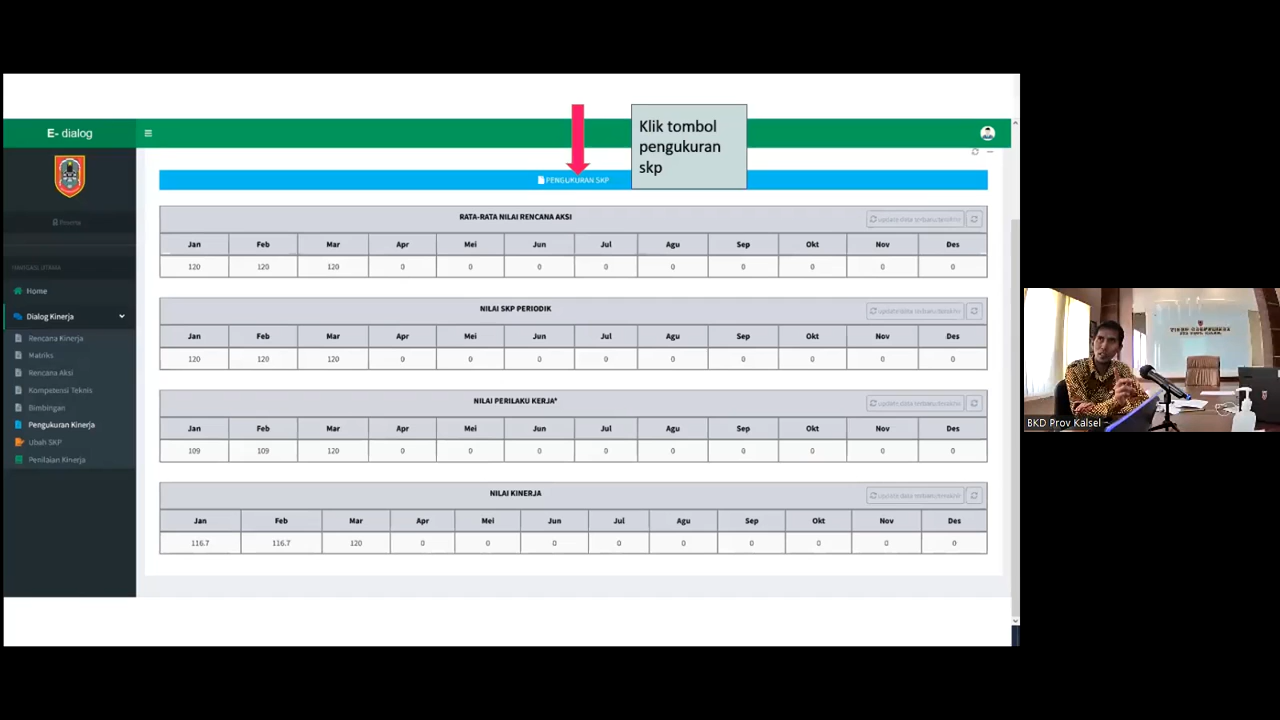 Klik tombol
pengukuran
skp
E- dialog
PENGUKURAN SKP
NAVIGASI UTAMA
Home
Dialog Kinerja
Rencana Kinerja
Matriks
Rencana Aksi
Kompetensi Teknis
Bimbingan
Pengukuran Kinerja
Ubah SKP
Penilaian Kinerja
RATA-RATA NILAI RENCANA AKSI
Jan Feb Mar Apr Mei Jun Jul Agu Sep Okt Nov Des
120 120 120 0 0 0 0 0 0 0 0 0
NILAI SKP PERIODIK
Jan Feb Mar Apr Mei Jun Jul Agu Sep Okt Nov Des
120 120 120 0 0 0 0 0 0 0 0 0
NILAI PERILAKU KERJA*
Jan Feb Mar Apr Mei Jun Jul Agu Sep Okt Nov Des
109 109 120 0 0 0 0 0 0 0 0 0
NILAI KINERJA
Jan Feb Mar Apr Mei Jun Jul Agu Sep Okt Nov Des
116.7 116.7 120 0 0 0 0 0 0 0 0 0
BKD Prov Kalsel